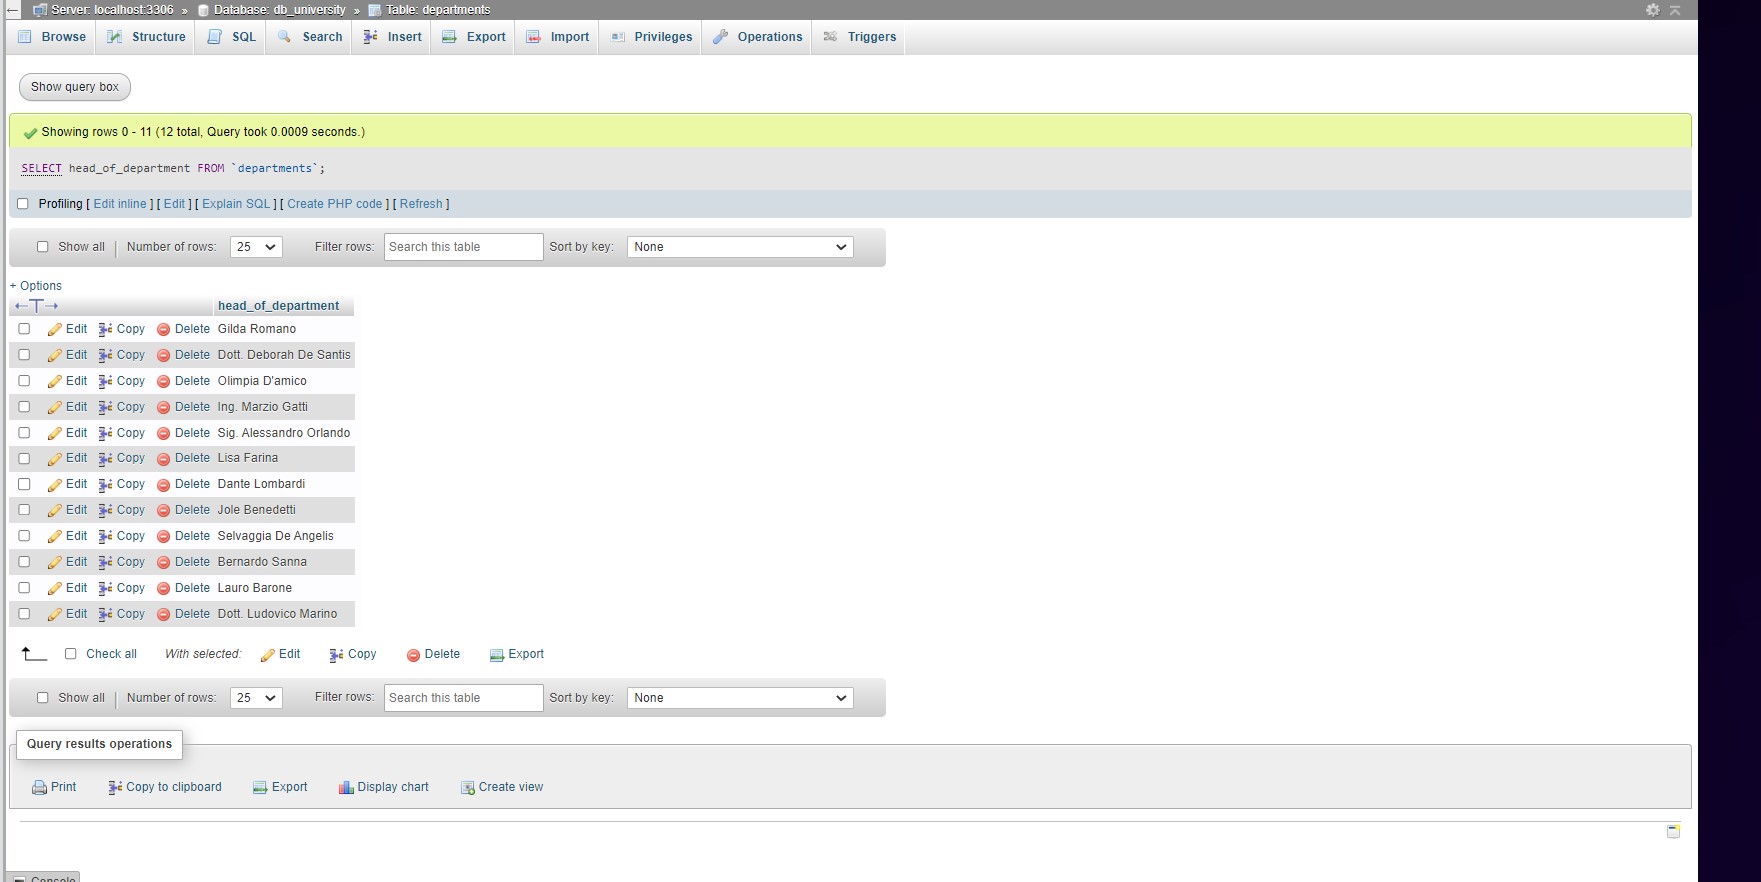 Server: localhost:3306 » Database: db_university » Table: departments
Browse Structure SQL Search Insert Export Import Privileges Operations Triggers
Show query box
Showing rows 0 - 11 (12 total, Query took 0.0009 seconds.)
SELECT head_of_department FROM `departments`;
Profiling [ Edit inline ] [ Edit ] [ Explain SQL ] [ Create PHP code ] [ Refresh ]
Show all | Number of rows: 25 Filter rows: Search this table Sort by key: None
+ Options
←T→ head_of_department
Edit Copy Delete Gilda Romano
Edit Copy Delete Dott. Deborah De Santis
Edit Copy Delete Olimpia D'amico
Edit Copy Delete Ing. Marzio Gatti
Edit Copy Delete Sig. Alessandro Orlando
Edit Copy Delete Lisa Farina
Edit Copy Delete Dante Lombardi
Edit Copy Delete Jole Benedetti
Edit Copy Delete Selvaggia De Angelis
Edit Copy Delete Bernardo Sanna
Edit Copy Delete Lauro Barone
Edit Copy Delete Dott. Ludovico Marino
Check all With selected: Edit Copy Delete Export
Show all | Number of rows: 25 Filter rows: Search this table Sort by key: None
Query results operations
Print Copy to clipboard Export Display chart Create view
Console